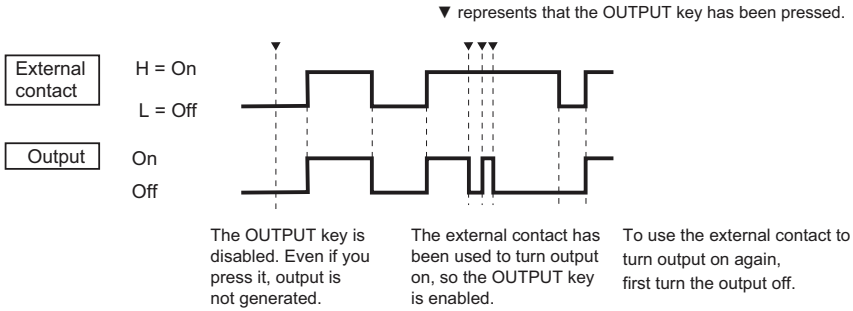 ▼ represents that the OUTPUT key has been pressed.
External
contact
H = On
L = Off
Output
On
Off
The OUTPUT key is
disabled. Even if you
press it, output is
not generated.
The external contact has
been used to turn output
on, so the OUTPUT key
is enabled.
To use the external contact to
turn output on again,
first turn the output off.